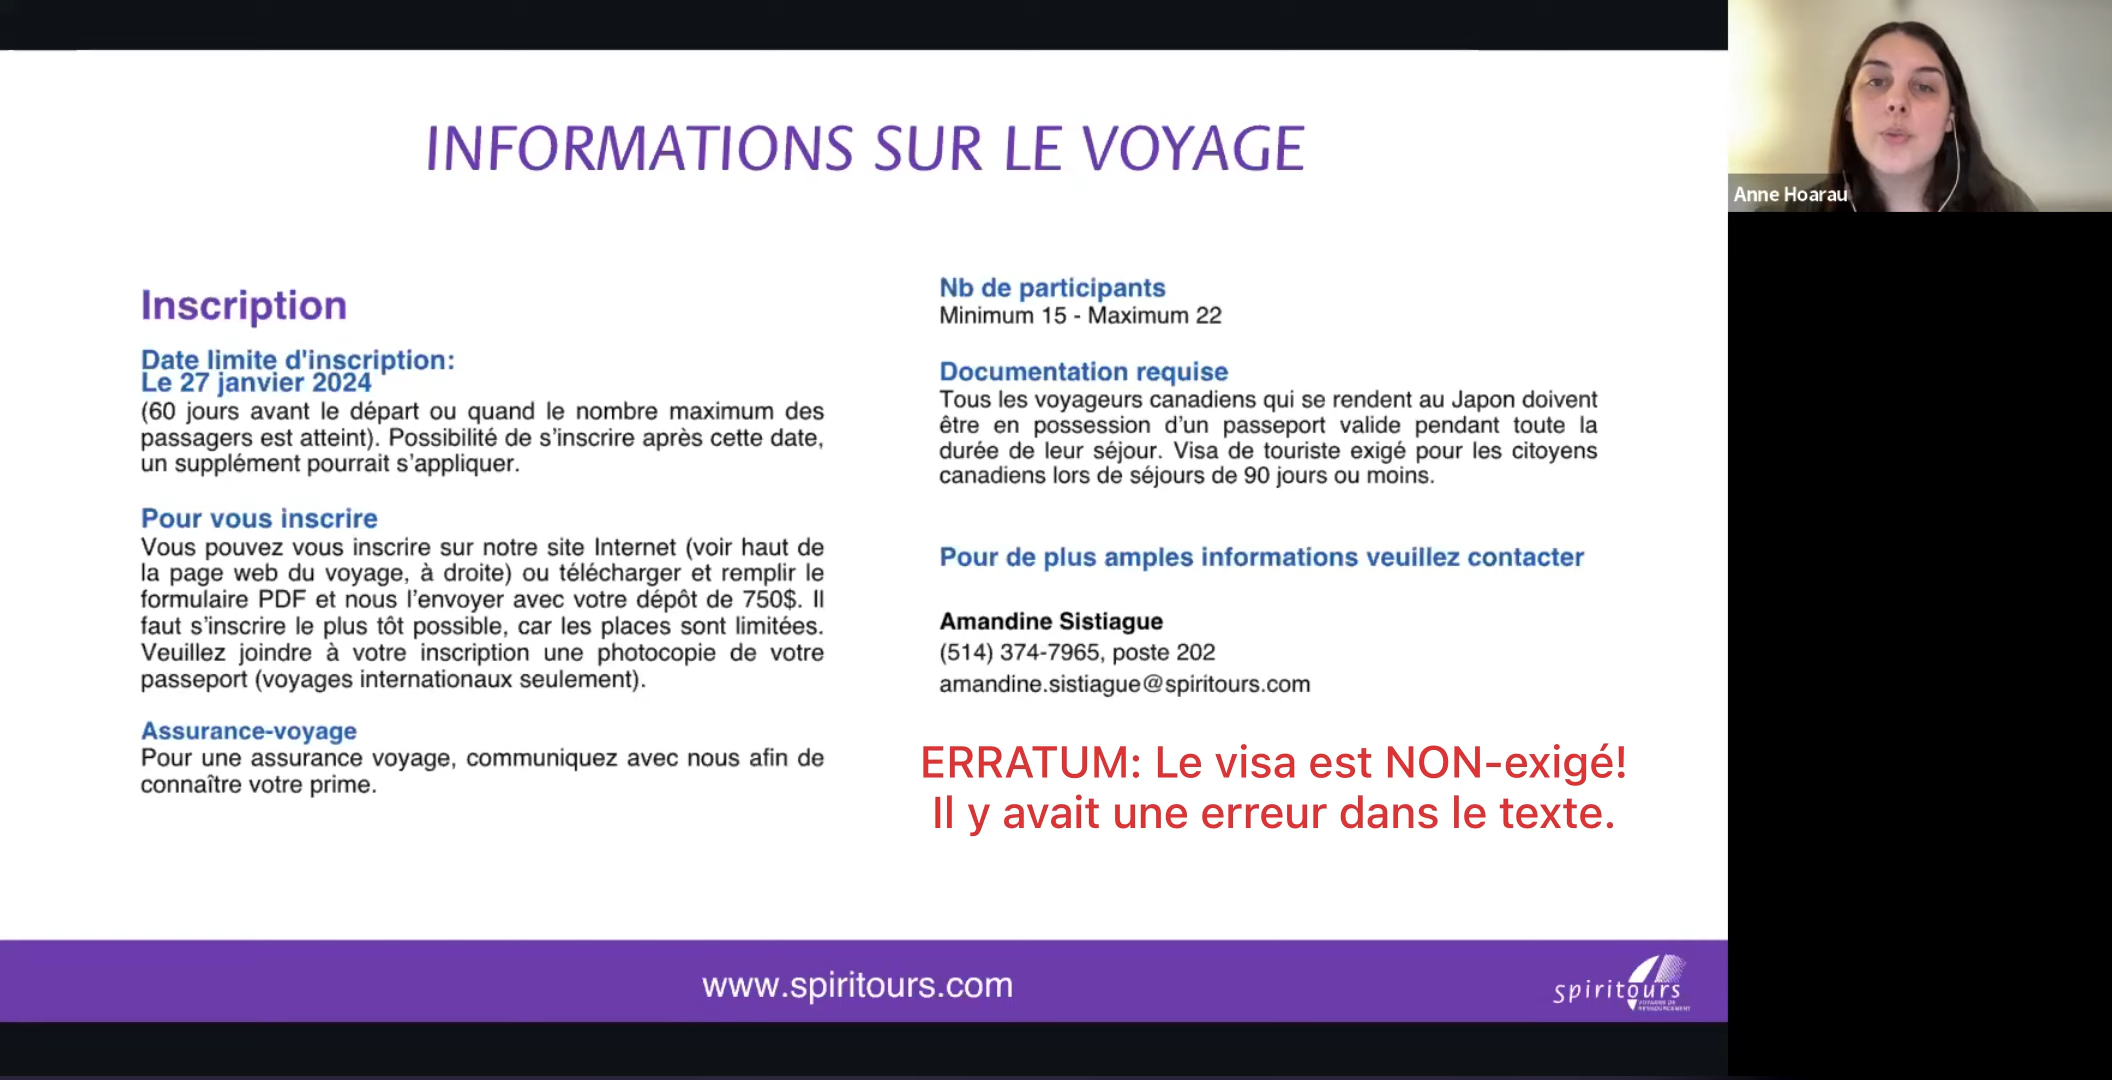 INFORMATIONS SUR LE VOYAGE
Inscription
Date limite d'inscription:
Le 27 janvier 2024
(60 jours avant le départ ou quand le nombre maximum des
passagers est atteint). Possibilité de s’inscrire après cette date,
un supplément pourrait s’appliquer.
Pour vous inscrire
Vous pouvez vous inscrire sur notre site Internet (voir haut de
la page web du voyage, à droite) ou télécharger et remplir le
formulaire PDF et nous l’envoyer avec votre dépôt de 750$. Il
faut s’inscrire le plus tôt possible, car les places sont limitées.
Veuillez joindre à votre inscription une photocopie de votre
passeport (voyages internationaux seulement).
Assurance-voyage
Pour une assurance voyage, communiquez avec nous afin de
connaître votre prime.
Nb de participants
Minimum 15 - Maximum 22
Documentation requise
Tous les voyageurs canadiens qui se rendent au Japon doivent
être en possession d’un passeport valide pendant toute la
durée de leur séjour. Visa de touriste exigé pour les citoyens
canadiens lors de séjours de 90 jours ou moins.
Pour de plus amples informations veuillez contacter
Amandine Sistiague
(514) 374-7965, poste 202
amandine.sistiague@spiritours.com
ERRATUM: Le visa est NON-exigé!
Il y avait une erreur dans le texte.
www.spiritours.com
spiritours
VOYAGES DE
RESSOURCEMENT
Anne Hoarau